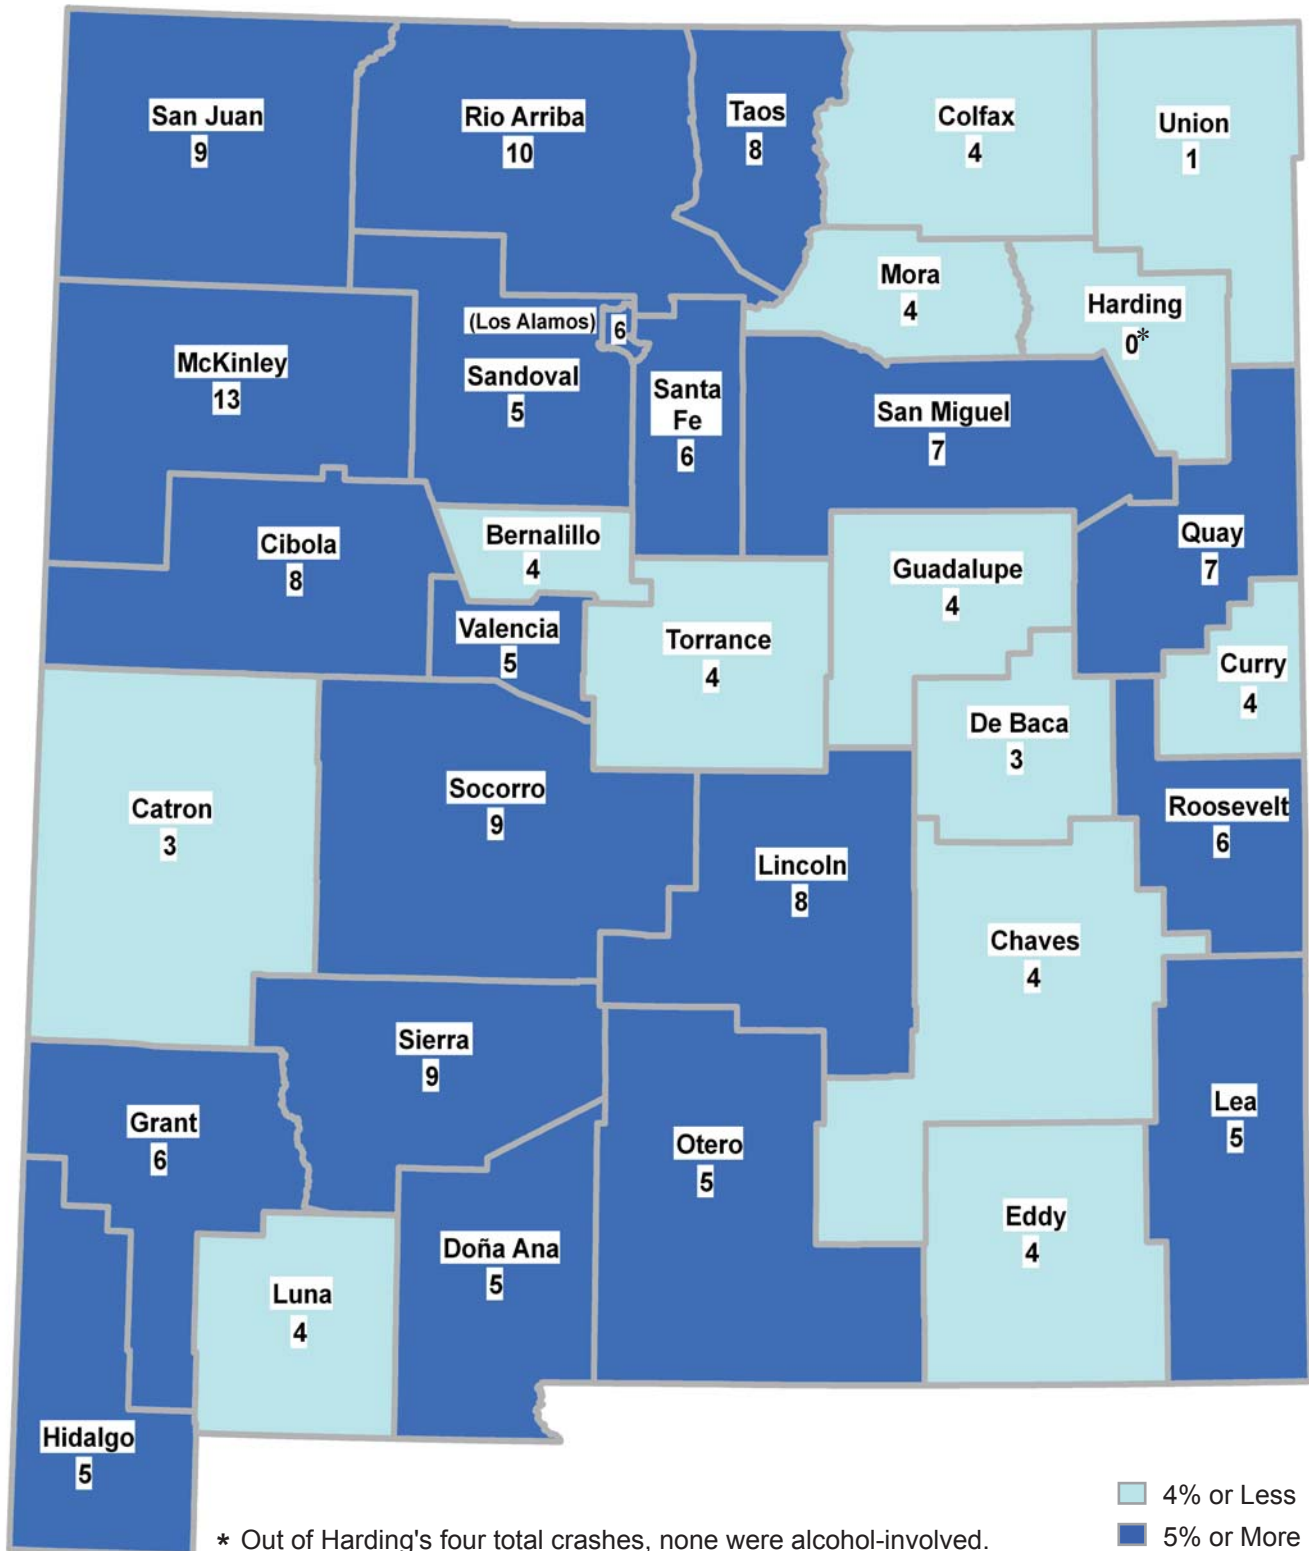 San Juan
9
Rio Arriba
10
Taos
8
Colfax
4
Union
1
Mora
4
Harding
0*
(Los Alamos)
6
McKinley
13
Sandoval
5
Santa
Fe
6
San Miguel
7
Cibola
8
Bernalillo
4
Guadalupe
4
Quay
7
Valencia
5
Torrance
4
Curry
4
De Baca
3
Catron
3
Socorro
9
Roosevelt
6
Lincoln
8
Chaves
4
Sierra
9
Grant
6
Otero
5
Lea
5
Eddy
4
Doña Ana
5
Luna
4
Hidalgo
5
4% or Less
5% or More
* Out of Harding's four total crashes, none were alcohol-involved.